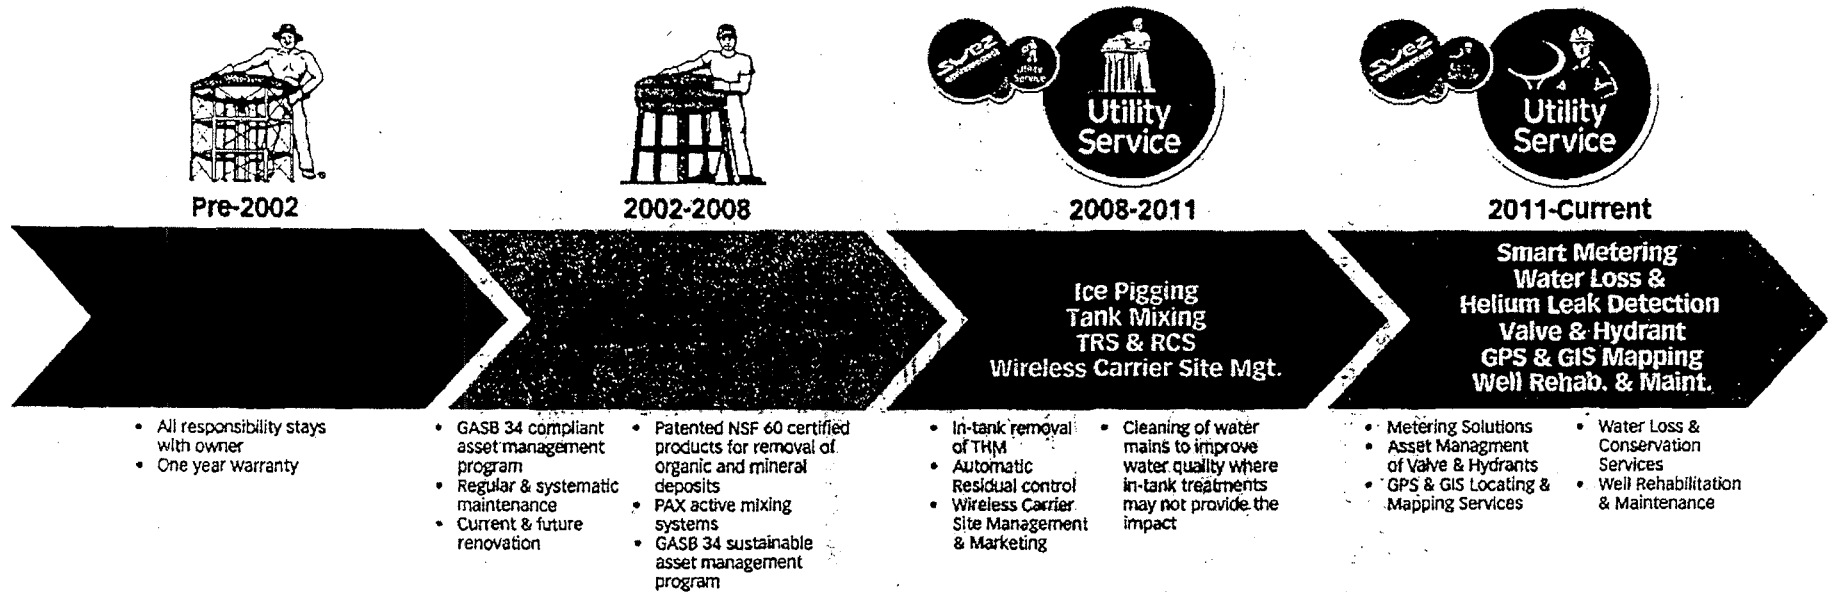 suez
Utility
Service
Utility
Service
suez
Utility
Service
Pre-2002
2002-2008
2008-2011
2011-Current
Ice Pigging
Tank Mixing
TRS & RCS
Wireless Carrier Site Mgt.
Smart Metering
Water Loss &
Helium Leak Detection
Valve & Hydrant
GPS & GIS Mapping
Well Rehab. & Maint.
• All responsibility stays
with owner
• One year warranty
• GASB 34 compliant
asset management
program
• Regular & systematic
maintenance
• Current & future
renovation
• Patented NSF 60 certified
products for removal of
organic and mineral
deposits
• PAX active mixing
systems
• GASB 34 sustainable
asset management
program
• In-tank removal
of THM
• Automatic
Residual control
• Wireless Carrier
Site Management
& Marketing
• Cleaning of water
mains to improve
water quality where
in-tank treatments
may not provide the
impact
• Metering Solutions
• Asset Managment
of Valve & Hydrants
• GPS & GIS Locating &
Mapping Services
• Water Loss &
Conservation
Services
• Well Rehabilitation
& Maintenance